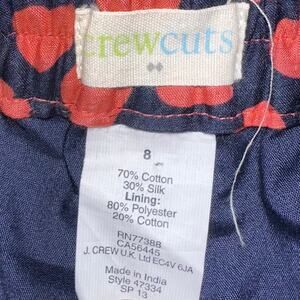 crewcuts
8
70% Cotton
30% Silk
Lining:
80% Polyester
20% Cotton
RN77388
CA56445
J. CREW U.K. Ltd EC4V 6JA
Made in India
Style 47334
SP 13